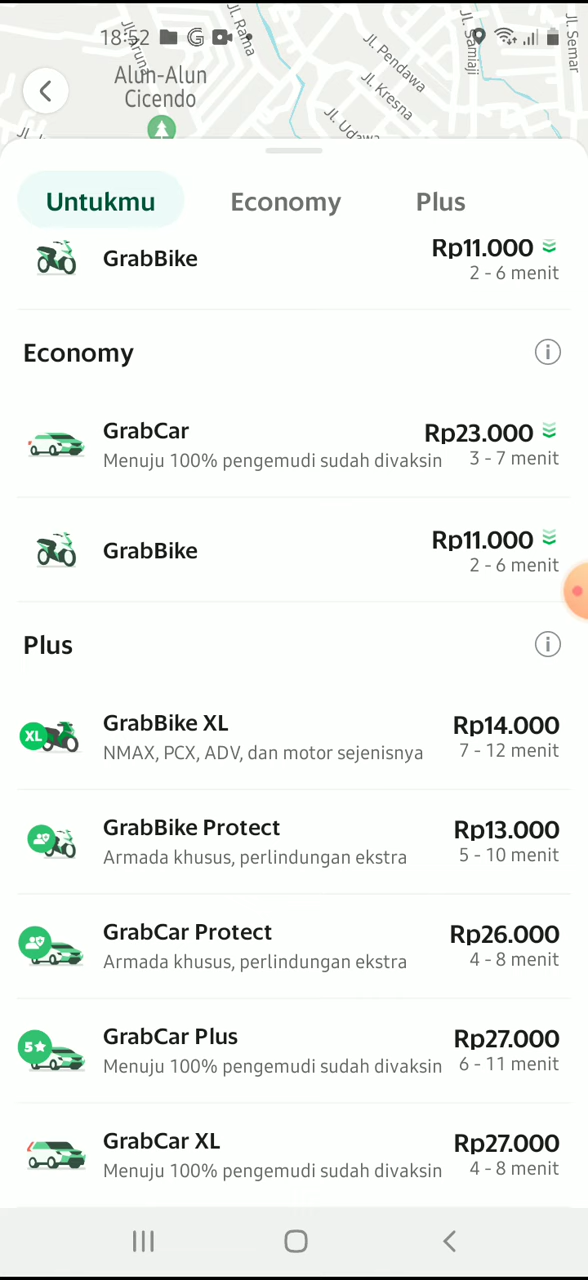 18:52
Jl. Rama
Jl. Semar
Jl. Pendawa
Jl. Kresna
Alun-Alun
Cicendo
Untukmu
Economy
Plus
GrabBike
Rp11.000
2 - 6 menit
Economy
GrabCar
Rp23.000
Menuju 100% pengemudi sudah divaksin
3 - 7 menit
GrabBike
Rp11.000
2 - 6 menit
Plus
XL
GrabBike XL
Rp14.000
NMAX, PCX, ADV, dan motor sejenisnya
7 - 12 menit
GrabBike Protect
Rp13.000
Armada khusus, perlindungan ekstra
5 - 10 menit
GrabCar Protect
Rp26.000
Armada khusus, perlindungan ekstra
4 - 8 menit
5★
GrabCar Plus
Rp27.000
Menuju 100% pengemudi sudah divaksin
6 - 11 menit
GrabCar XL
Rp27.000
Menuju 100% pengemudi sudah divaksin
4 - 8 menit